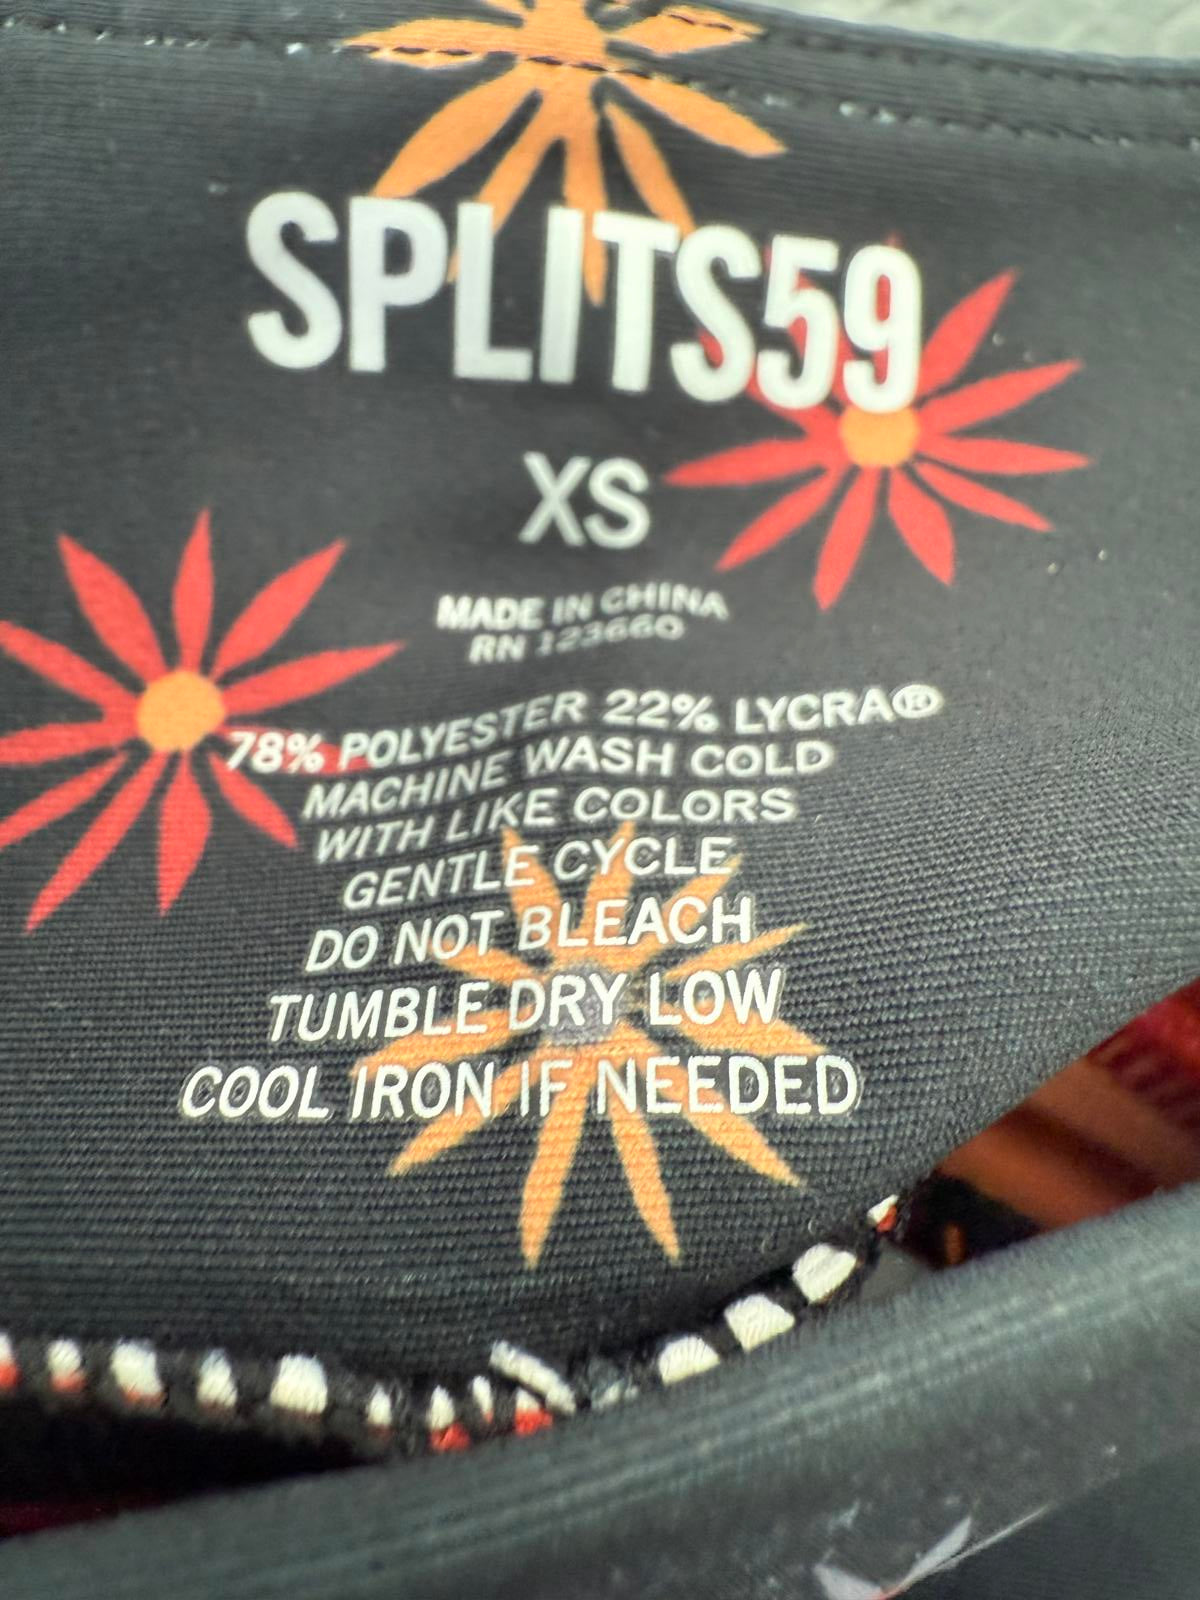 SPLITS59
XS
MADE IN CHINA
RN 123660
78% POLYESTER 22% LYCRA®
MACHINE WASH COLD
WITH LIKE COLORS
GENTLE CYCLE
DO NOT BLEACH
TUMBLE DRY LOW
COOL IRON IF NEEDED